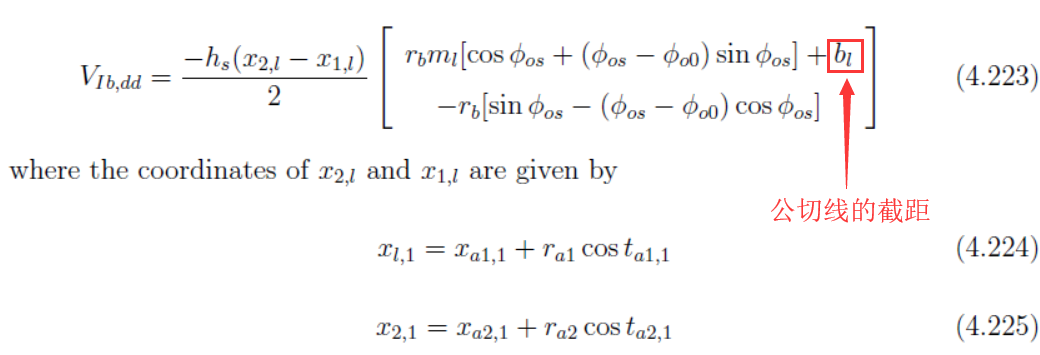 V_{Ib,dd} = \frac{-h_s(x_{2,l} - x_{1,l})}{2} \begin{bmatrix} r_b m_l[\cos\phi_{os} + (\phi_{os} - \phi_{o0})\sin\phi_{os}] + b_l \\ -r_b[\sin\phi_{os} - (\phi_{os} - \phi_{o0})\cos\phi_{os}] \end{bmatrix} (4.223)
where the coordinates of x_{2,l} and x_{1,l} are given by
公切线的截距
x_{l,1} = x_{a1,1} + r_{a1} \cos t_{a1,1} (4.224)
x_{2,1} = x_{a2,1} + r_{a2} \cos t_{a2,1} (4.225)